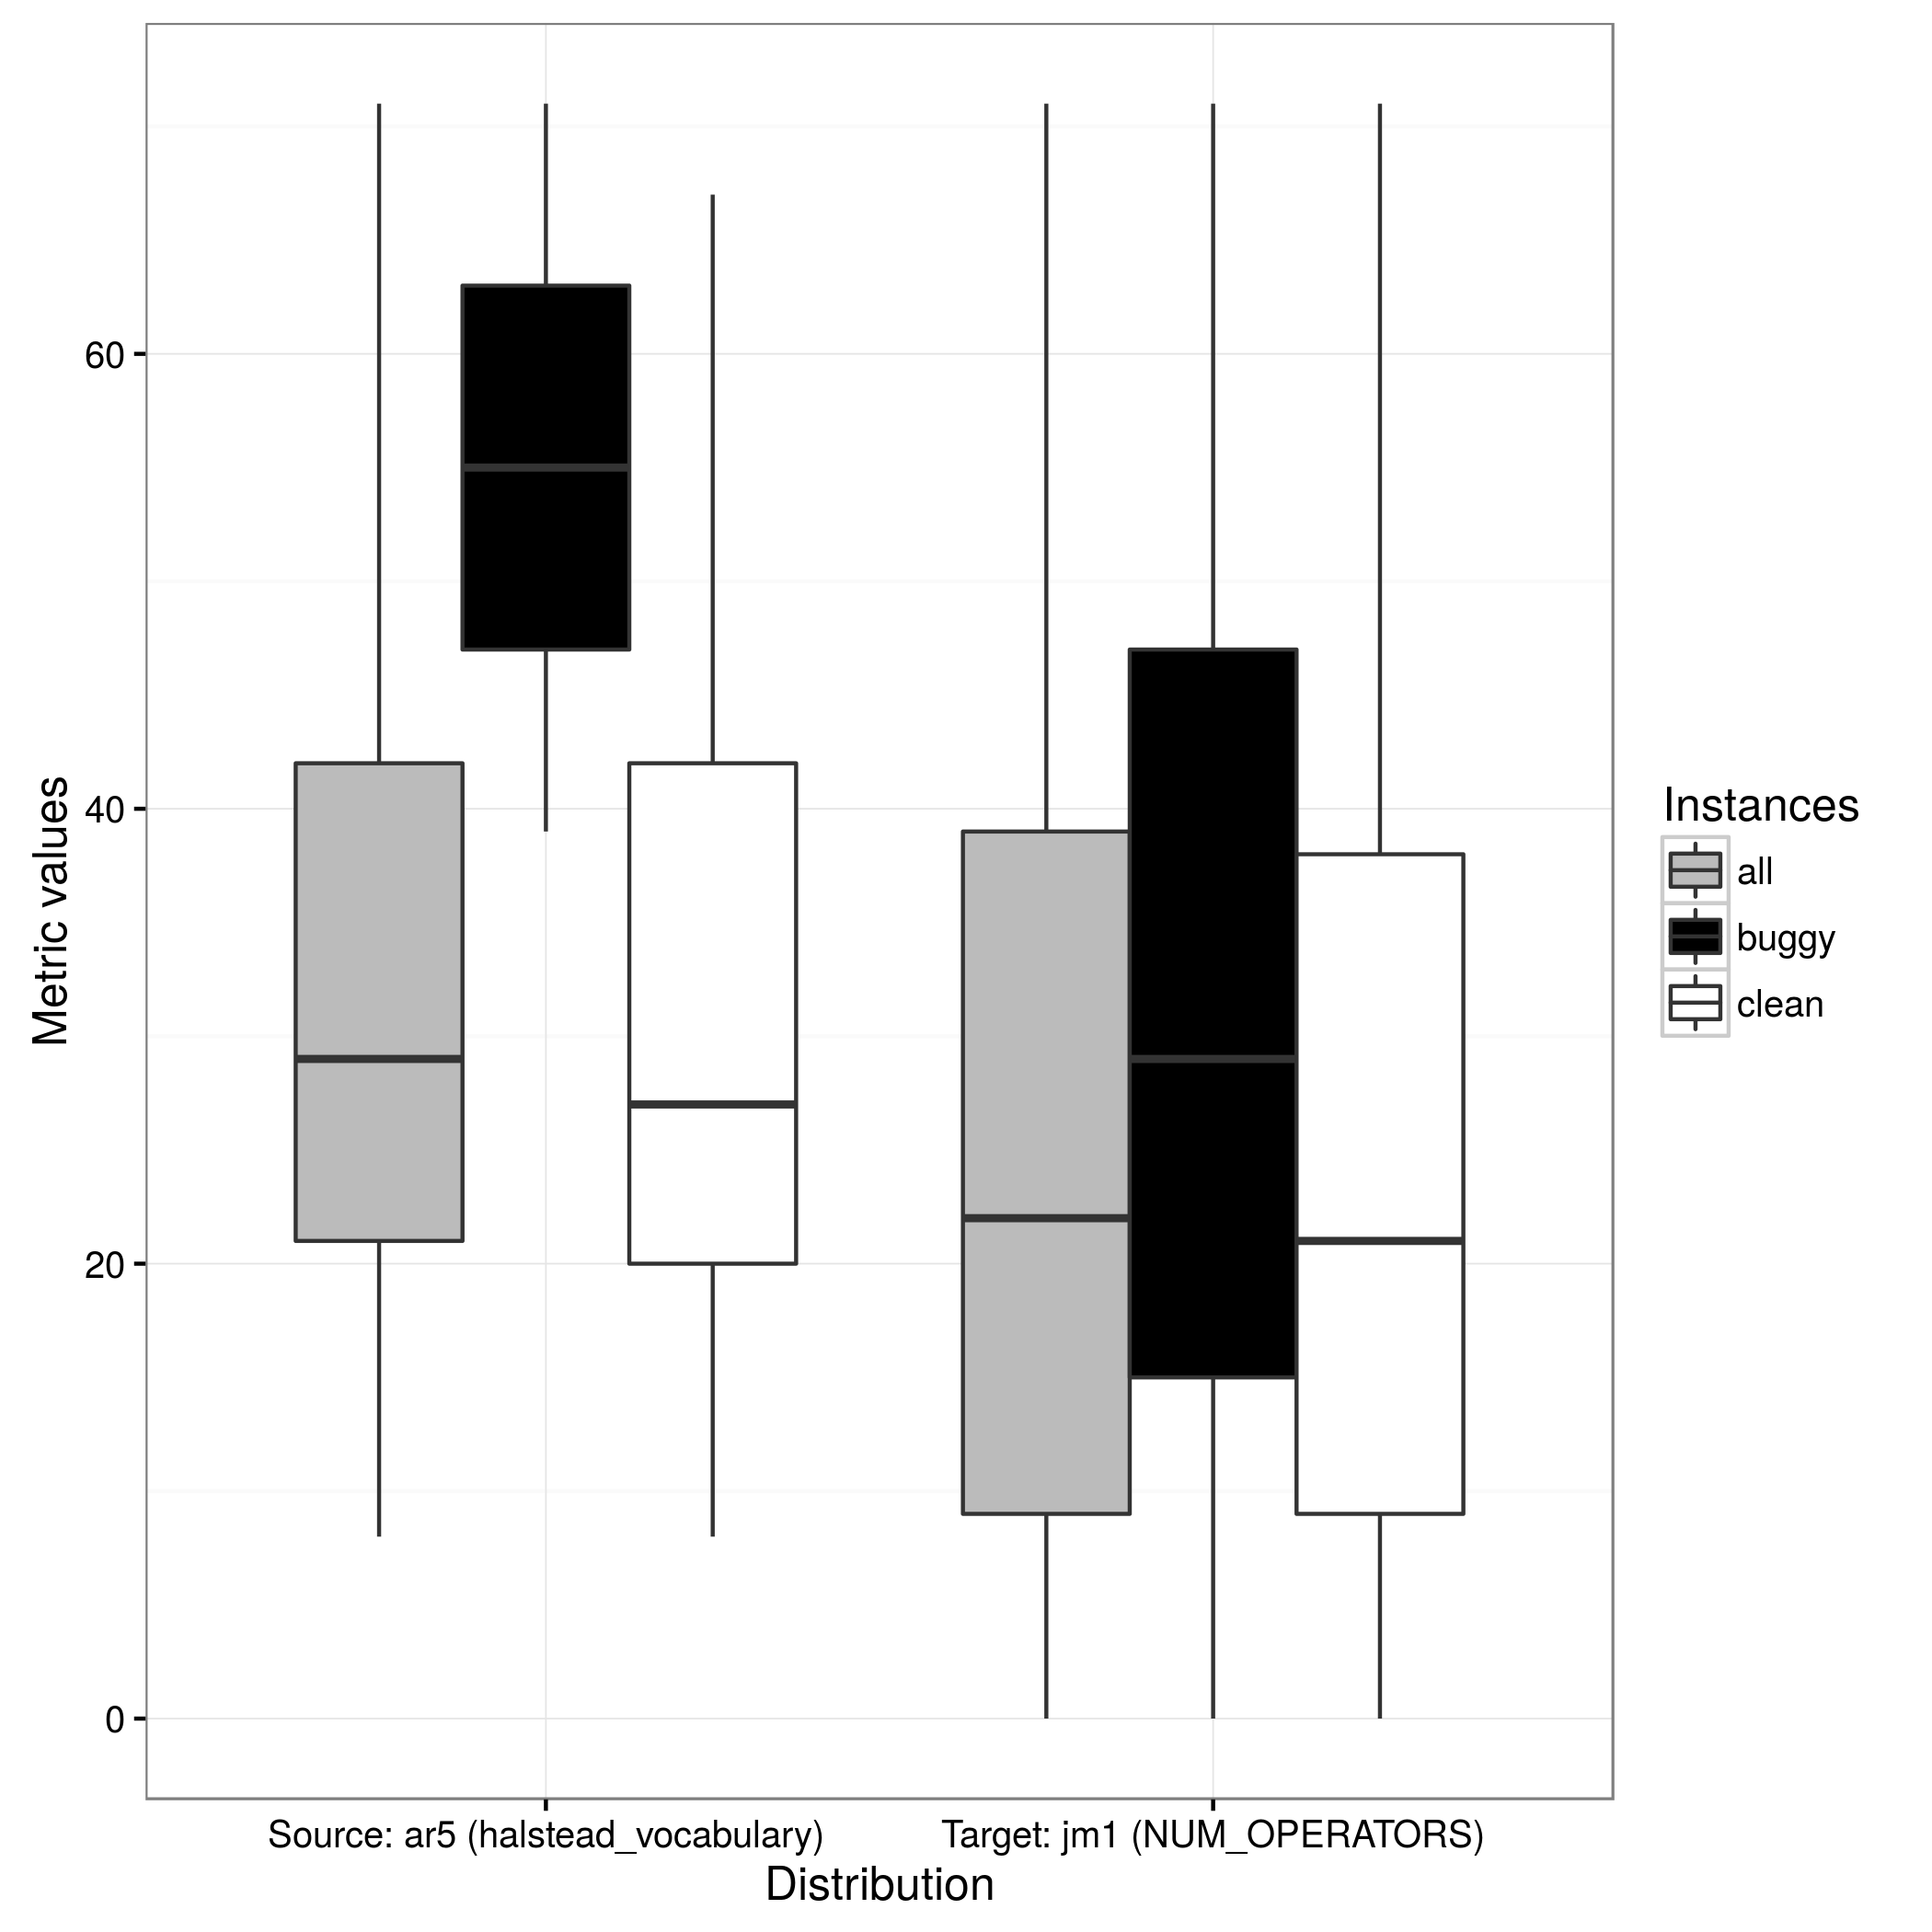 Metric values
60
40
20
0
Source: ar5 (halstead_vocabulary)
Target: jm1 (NUM_OPERATORS)
Distribution
Instances
all
buggy
clean